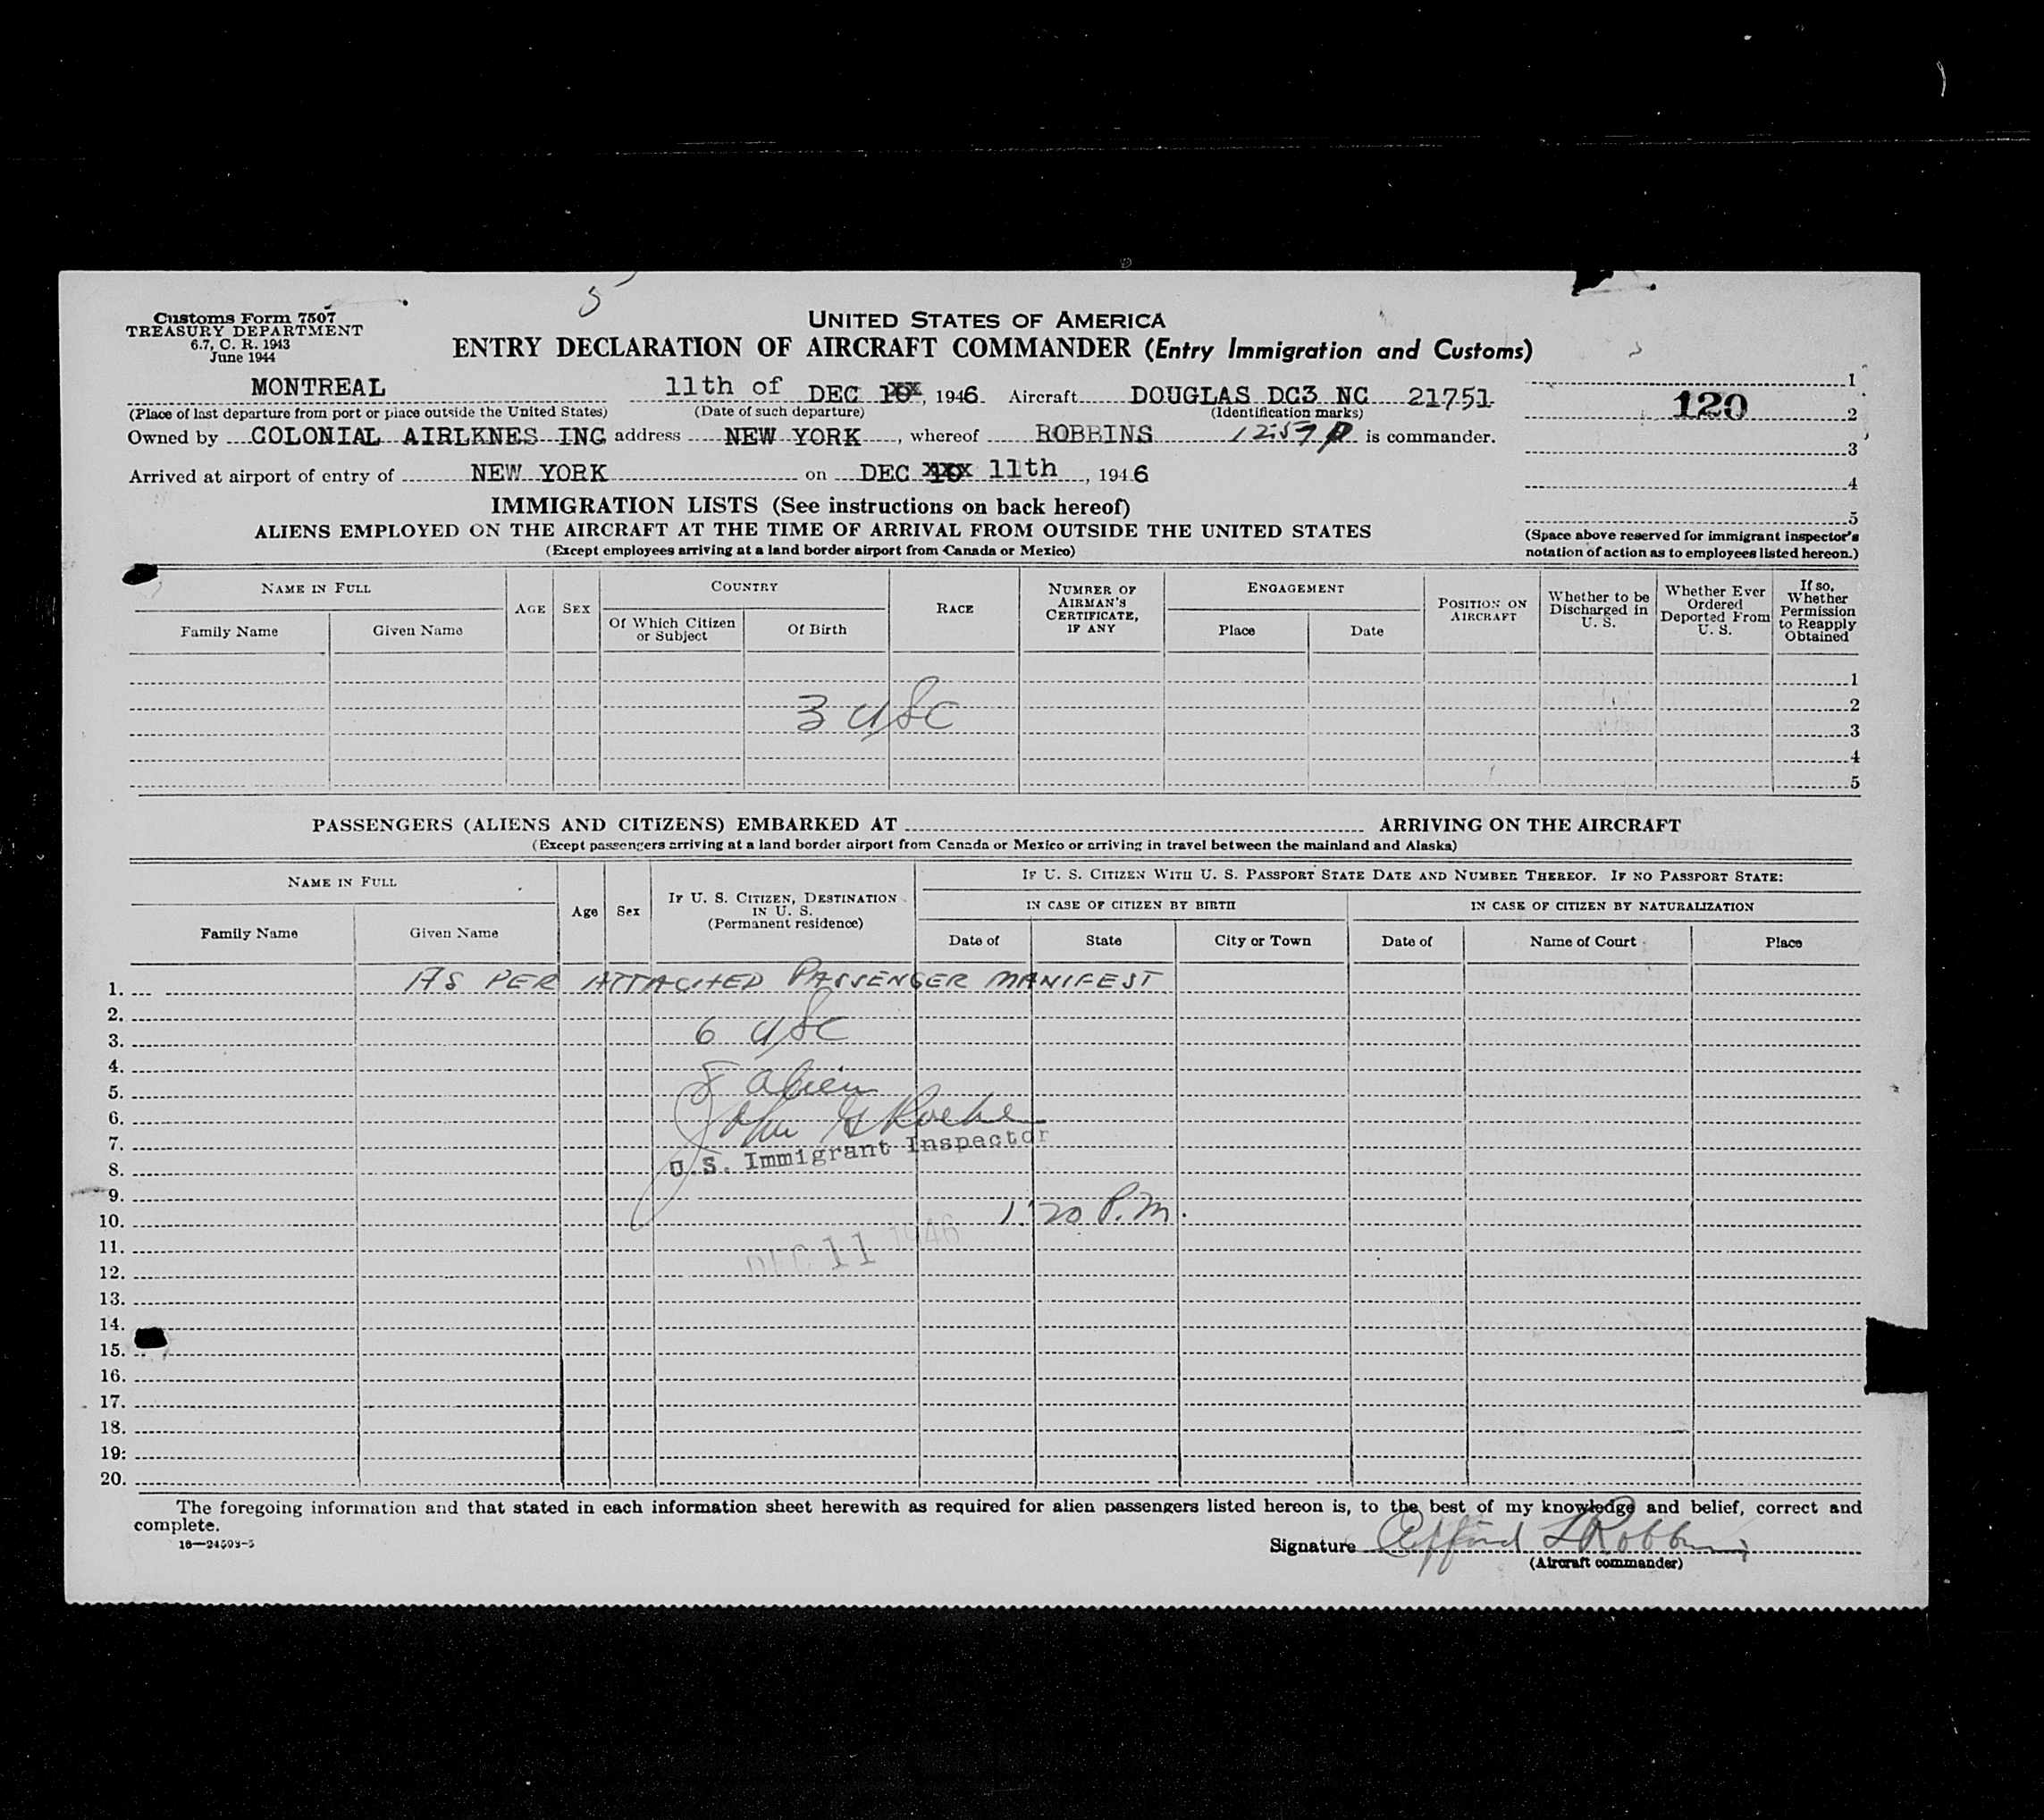 5
Customs Form 7507
TREASURY DEPARTMENT
6.7, C. R. 1943
June 1944
UNITED STATES OF AMERICA
ENTRY DECLARATION OF AIRCRAFT COMMANDER (Entry Immigration and Customs)
MONTREAL 11th of DEC 10, 1946 Aircraft DOUGLAS DC3 NC 21751
(Place of last departure from port or place outside the United States) (Date of such departure) (Identification marks)
Owned by COLONIAL AIRLKNES INC address NEW YORK, whereof ROBBINS 12:57 p is commander.
Arrived at airport of entry of NEW YORK on DEC 10 11th, 1946
1
120
2
3
4
5
(Space above reserved for immigrant inspector's
notation of action as to employees listed hereon.)
IMMIGRATION LISTS (See instructions on back hereof)
ALIENS EMPLOYED ON THE AIRCRAFT AT THE TIME OF ARRIVAL FROM OUTSIDE THE UNITED STATES
(Except employees arriving at a land border airport from Canada or Mexico)
NAME IN FULL
Family Name
Given Name
AGE
SEX
COUNTRY
Of Which Citizen
or Subject
Of Birth
RACE
NUMBER OF
AIRMAN'S
CERTIFICATE,
IF ANY
ENGAGEMENT
Place
Date
POSITION ON
AIRCRAFT
Whether to be
Discharged in
U. S.
Whether Ever
Ordered
Deported From
U. S.
If so,
Whether
Permission
to Reapply
Obtained
1
2
3 USC
3
4
5
PASSENGERS (ALIENS AND CITIZENS) EMBARKED AT ARRIVING ON THE AIRCRAFT
(Except passengers arriving at a land border airport from Canada or Mexico or arriving in travel between the mainland and Alaska)
NAME IN FULL
Family Name
Given Name
Age
Sex
IF U. S. CITIZEN, DESTINATION
IN U. S.
(Permanent residence)
IF U. S. CITIZEN WITH U. S. PASSPORT STATE DATE AND NUMBER THEREOF. IF NO PASSPORT STATE:
IN CASE OF CITIZEN BY BIRTH
IN CASE OF CITIZEN BY NATURALIZATION
Date of
State
City or Town
Date of
Name of Court
Place
1. AS PER ATTACHED PASSENGER MANIFEST
2.
3. 6 USC
4.
5. 8 alien
6. John G Roche
7.
8. U. S. Immigrant Inspector
9.
10. 1:20 P.M.
11. DEC 11 1946
12.
13.
14.
15.
16.
17.
18.
19.
20.
The foregoing information and that stated in each information sheet herewith as required for alien passengers listed hereon is, to the best of my knowledge and belief, correct and
complete.
16—24593-5
Signature Clifford L Robbins
(Aircraft commander)